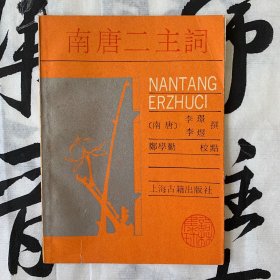 南唐二主詞
NANTANG
ERZHUCI
(南唐) 李璟 李煜 撰
鄭學勤 校點
上海古籍出版社